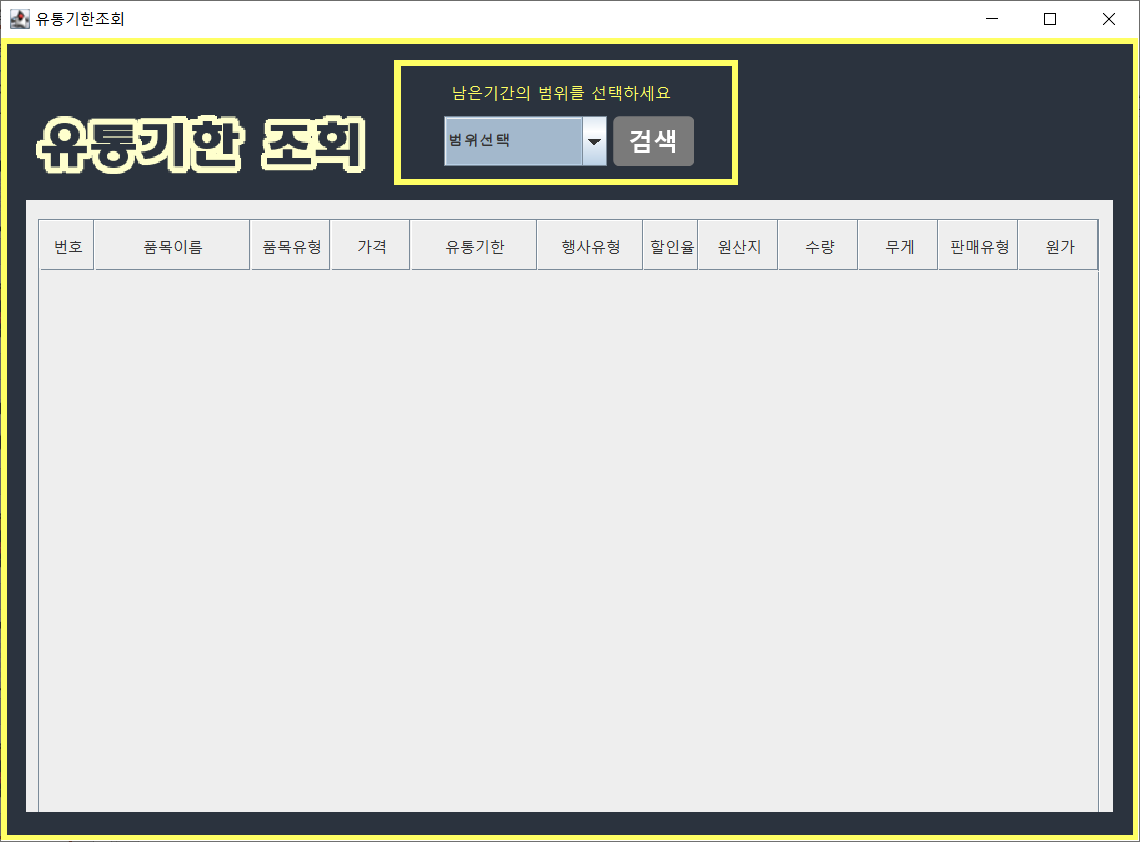 유통기한조회
남은기간의 범위를 선택하세요
유통기한 조회
범위선택 검색
번호 품목이름 품목유형 가격 유통기한 행사유형 할인율 원산지 수량 무게 판매유형 원가